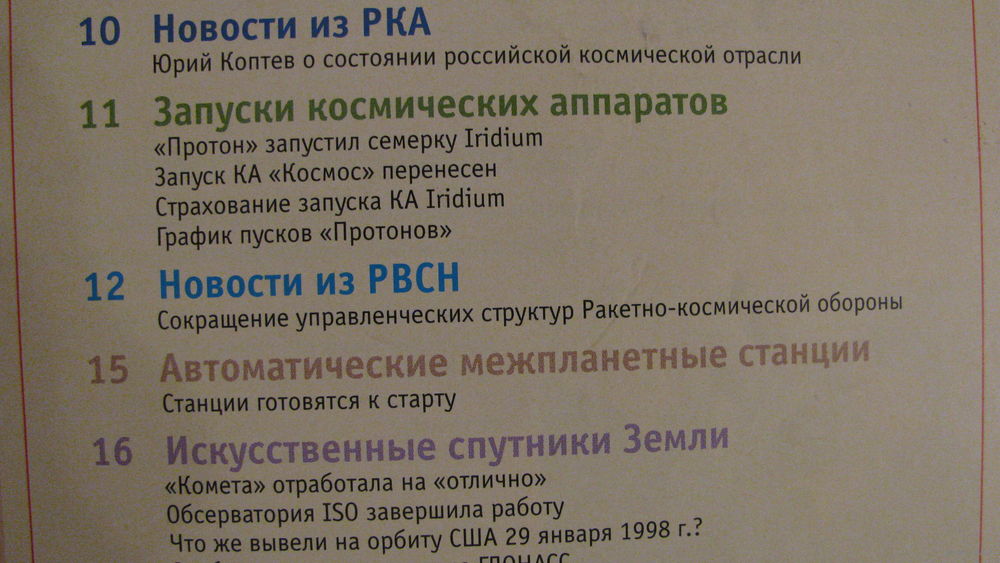 10 Новости из РКА
Юрий Коптев о состоянии российской космической отрасли
11 Запуски космических аппаратов
«Протон» запустил семерку Iridium
Запуск КА «Космос» перенесен
Страхование запуска КА Iridium
График пусков «Протонов»
12 Новости из РВСН
Сокращение управленческих структур Ракетно-космической обороны
15 Автоматические межпланетные станции
Станции готовятся к старту
16 Искусственные спутники Земли
«Комета» отработала на «отлично»
Обсерватория ISO завершила работу
Что же вывели на орбиту США 29 января 1998 г.?
ГЛОНАСС